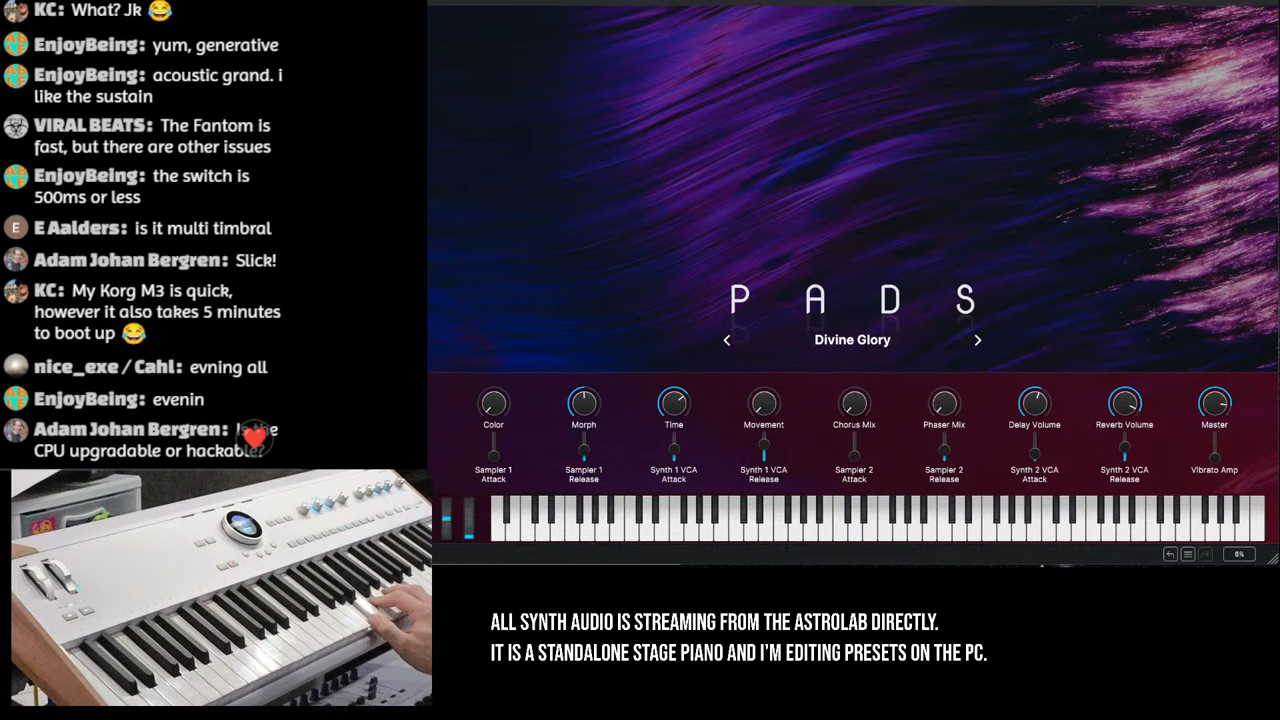 KC: What? Jk 😂
EnjoyBeing: yum, generative
EnjoyBeing: acoustic grand. i
like the sustain
VIRAL BEATS: The Fantom is
fast, but there are other issues
EnjoyBeing: the switch is
500ms or less
E
E Aalders: is it multi timbral
Adam Johan Bergren: Slick!
KC: My Korg M3 is quick,
however it also takes 5 minutes
to boot up 😂
nice_exe / Cahl: evning all
EnjoyBeing: evenin
Adam Johan Bergren:
CPU upgradable or hackable?
PADS
Divine Glory
Color Morph Time Movement Chorus Mix Phaser Mix Delay Volume Reverb Volume Master
Sampler 1 Sampler 1 Synth 1 VCA Synth 1 VCA Sampler 2 Sampler 2 Synth 2 VCA Synth 2 VCA Vibrato Amp
Attack Release Attack Release Attack Release Attack Release
6%
ALL SYNTH AUDIO IS STREAMING FROM THE ASTROLAB DIRECTLY.
IT IS A STANDALONE STAGE PIANO AND I'M EDITING PRESETS ON THE PC.